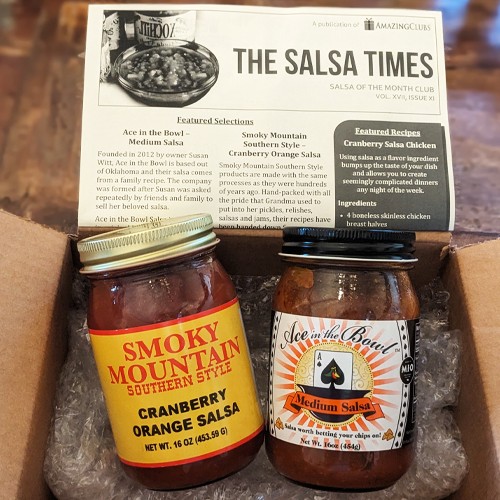 A publication of AMAZINGCLUBS
THE SALSA TIMES
SALSA OF THE MONTH CLUB
VOL. XVII, ISSUE XI
Featured Selections
Ace in the Bowl –
Medium Salsa
Founded in 2012 by owner Susan
Witt, Ace in the Bowl is based out
of Oklahoma and their salsa comes
from a family recipe. The company
was formed after Susan was asked
repeatedly by friends and family to
sell her beloved salsa.
Ace in the Bowl Salsa
Smoky Mountain
Southern Style –
Cranberry Orange Salsa
Smoky Mountain Southern Style
products are made with the same
processes as they were hundreds
of years ago. Hand-packed with all
the pride that Grandma used to
put into her pickles, relishes,
salsas and jams, their recipes have
been handed down
Featured Recipes
Cranberry Salsa Chicken
Using salsa as a flavor ingredient
bumps up the taste of your dish
and allows you to create
seemingly complicated dinners
any night of the week.
Ingredients
• 4 boneless skinless chicken
breast halves
SMOKY
MOUNTAIN
SOUTHERN STYLE
CRANBERRY
ORANGE SALSA
NET WT. 16 OZ (453.59 G)
Ace in the Bowl
TM
A
Medium Salsa
Salsa worth betting your chips on!
Net Wt. 16oz (454g)
MIO